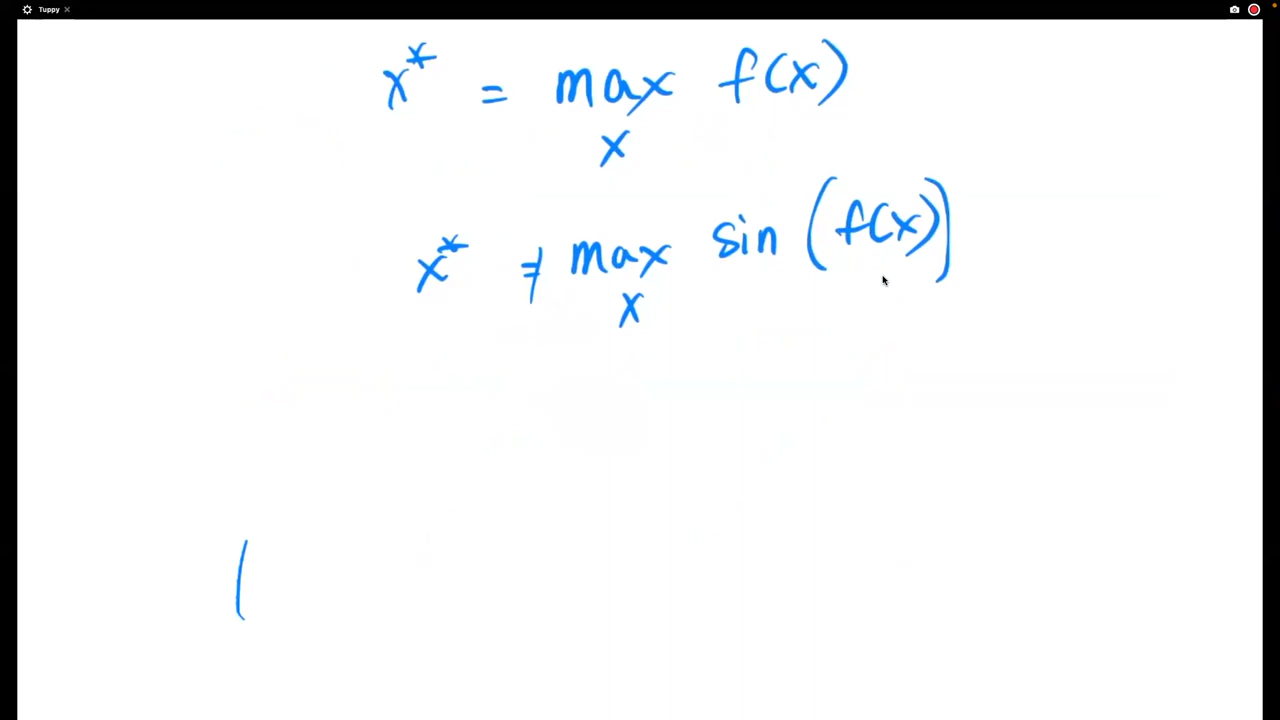 Tuppy
x* = max f(x)
x
x* ≠ max sin (f(x))
x
(